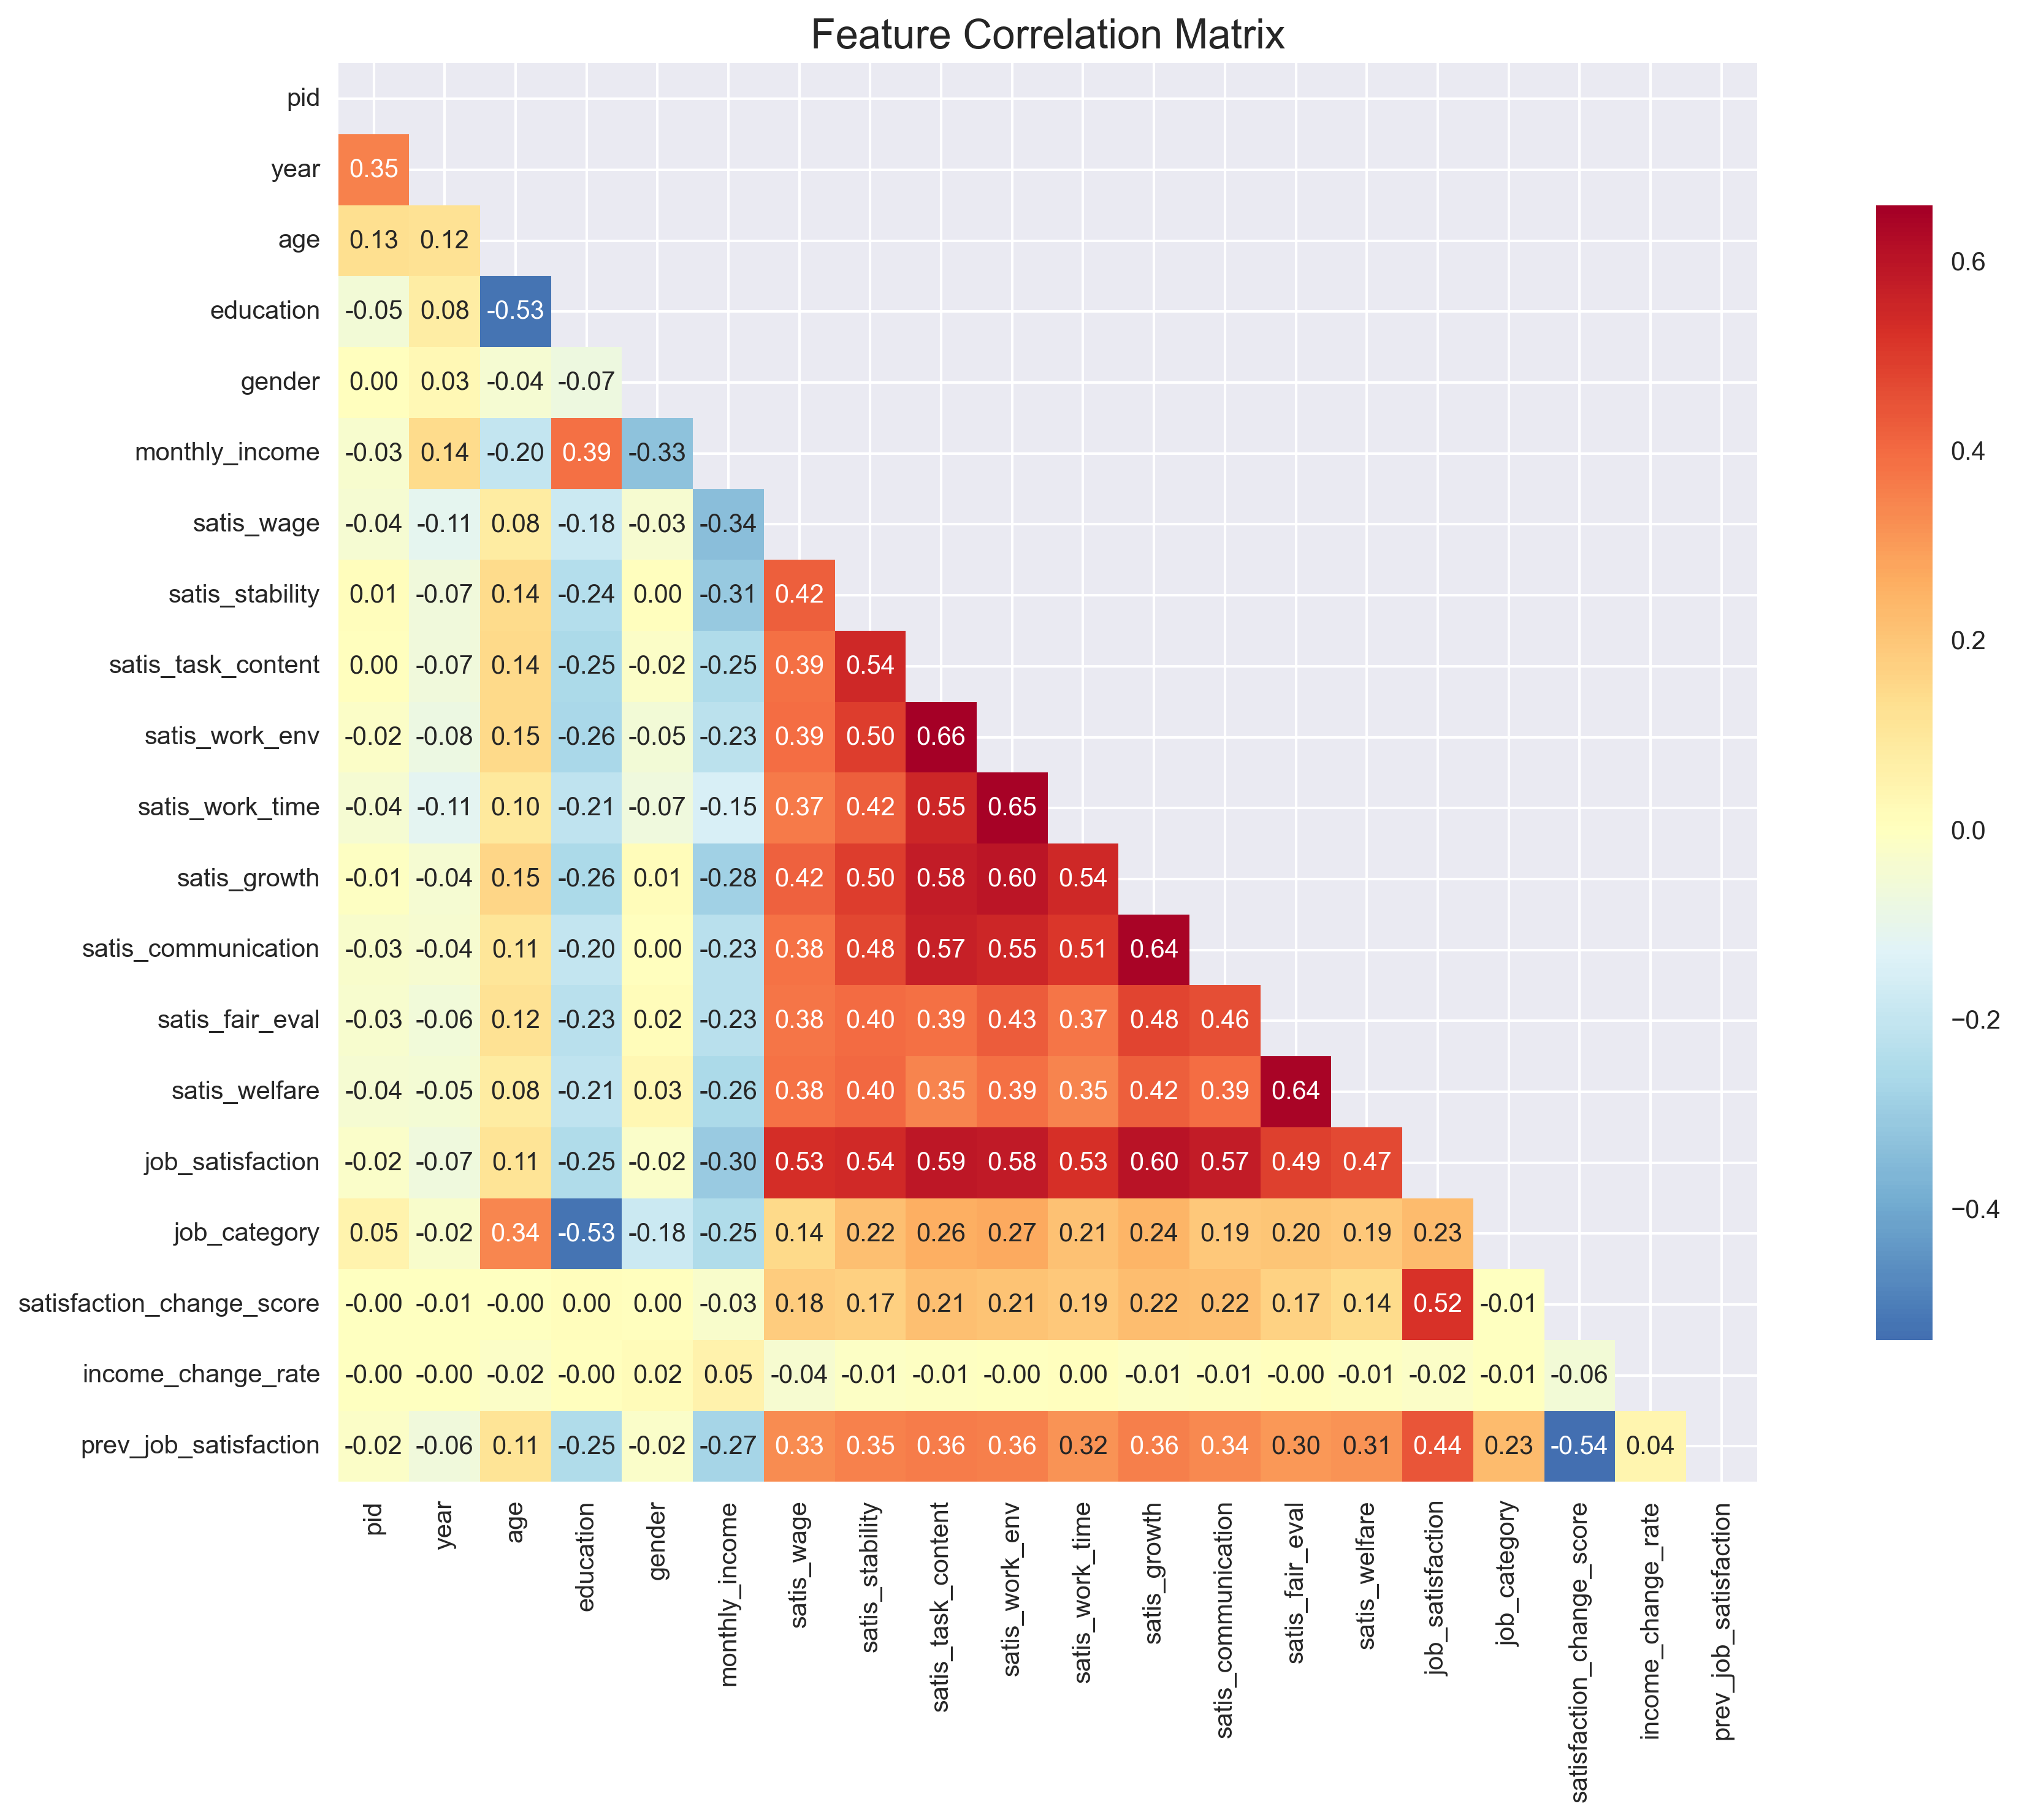 Feature Correlation Matrix
pid
year 0.35
age 0.13 0.12
education -0.05 0.08 -0.53
gender 0.00 0.03 -0.04 -0.07
monthly_income -0.03 0.14 -0.20 0.39 -0.33
satis_wage -0.04 -0.11 0.08 -0.18 -0.03 -0.34
satis_stability 0.01 -0.07 0.14 -0.24 0.00 -0.31 0.42
satis_task_content 0.00 -0.07 0.14 -0.25 -0.02 -0.25 0.39 0.54
satis_work_env -0.02 -0.08 0.15 -0.26 -0.05 -0.23 0.39 0.50 0.66
satis_work_time -0.04 -0.11 0.10 -0.21 -0.07 -0.15 0.37 0.42 0.55 0.65
satis_growth -0.01 -0.04 0.15 -0.26 0.01 -0.28 0.42 0.50 0.58 0.60 0.54
satis_communication -0.03 -0.04 0.11 -0.20 0.00 -0.23 0.38 0.48 0.57 0.55 0.51 0.64
satis_fair_eval -0.03 -0.06 0.12 -0.23 0.02 -0.23 0.38 0.40 0.39 0.43 0.37 0.48 0.46
satis_welfare -0.04 -0.05 0.08 -0.21 0.03 -0.26 0.38 0.40 0.35 0.39 0.35 0.42 0.39 0.64
job_satisfaction -0.02 -0.07 0.11 -0.25 -0.02 -0.30 0.53 0.54 0.59 0.58 0.53 0.60 0.57 0.49 0.47
job_category 0.05 -0.02 0.34 -0.53 -0.18 -0.25 0.14 0.22 0.26 0.27 0.21 0.24 0.19 0.20 0.19 0.23
satisfaction_change_score -0.00 -0.01 -0.00 0.00 0.00 -0.03 0.18 0.17 0.21 0.21 0.19 0.22 0.22 0.17 0.14 0.52 -0.01
income_change_rate -0.00 -0.00 -0.02 -0.00 0.02 0.05 -0.04 -0.01 -0.01 -0.00 0.00 -0.01 -0.01 -0.00 -0.01 -0.02 -0.01 -0.06
prev_job_satisfaction -0.02 -0.06 0.11 -0.25 -0.02 -0.27 0.33 0.35 0.36 0.36 0.32 0.36 0.34 0.30 0.31 0.44 0.23 -0.54 0.04
pid
year
age
education
gender
monthly_income
satis_wage
satis_stability
satis_task_content
satis_work_env
satis_work_time
satis_growth
satis_communication
satis_fair_eval
satis_welfare
job_satisfaction
job_category
satisfaction_change_score
income_change_rate
prev_job_satisfaction
0.6
0.4
0.2
0.0
−0.2
−0.4